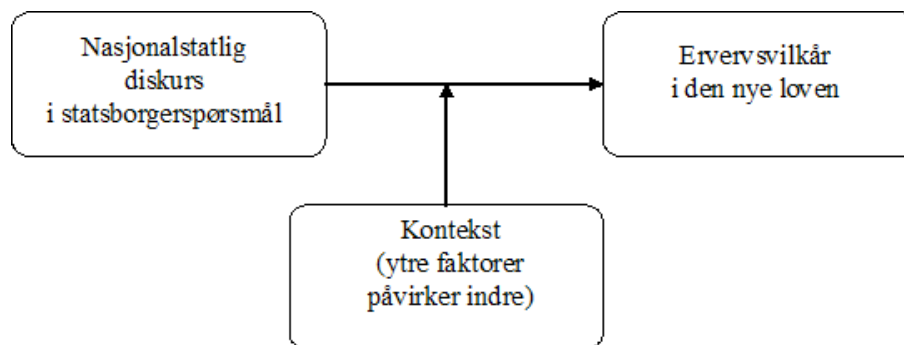 Nasjonalstatlig
diskurs
i statsborgerspørsmål
Ervervsvilkår
i den nye loven
Kontekst
(ytre faktorer
påvirker indre)